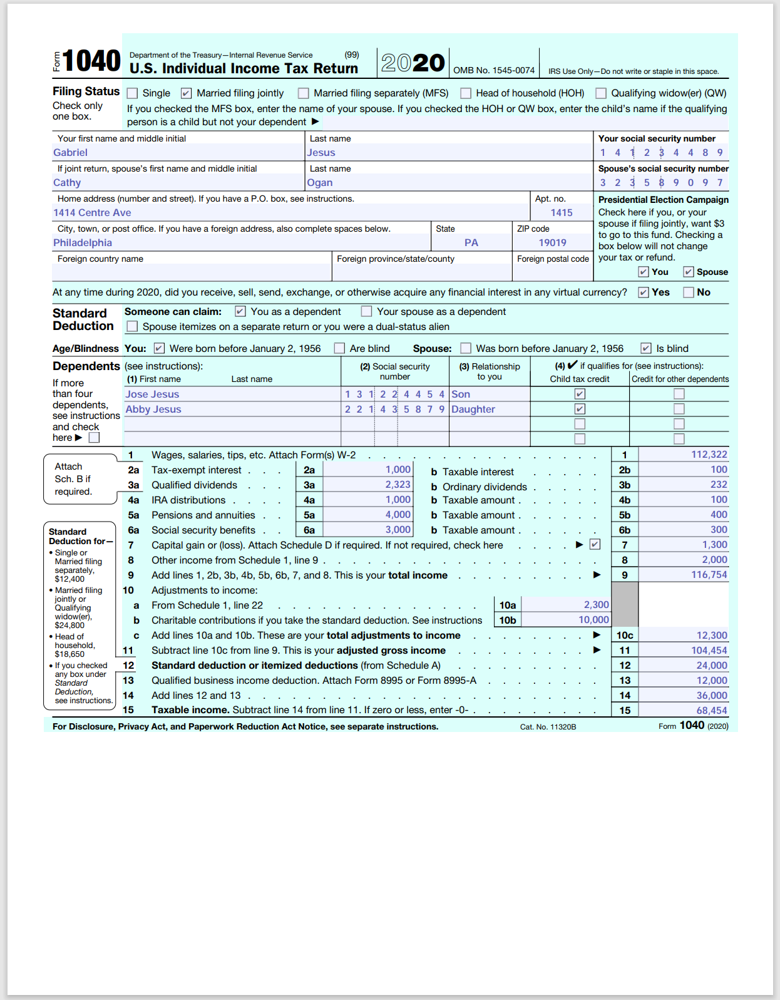 Form 1040 Department of the Treasury—Internal Revenue Service (99) U.S. Individual Income Tax Return 2020 OMB No. 1545-0074 IRS Use Only—Do not write or staple in this space.
Filing Status Check only one box.
Single ✔ Married filing jointly Married filing separately (MFS) Head of household (HOH) Qualifying widow(er) (QW)
If you checked the MFS box, enter the name of your spouse. If you checked the HOH or QW box, enter the child's name if the qualifying
person is a child but not your dependent ▶
Your first name and middle initial Last name Your social security number
Gabriel Jesus 1 4 1 2 3 4 4 8 9
If joint return, spouse's first name and middle initial Last name Spouse's social security number
Cathy Ogan 3 2 3 5 8 9 0 9 7
Home address (number and street). If you have a P.O. box, see instructions. Apt. no.
1414 Centre Ave 1415
City, town, or post office. If you have a foreign address, also complete spaces below. State ZIP code
Philadelphia PA 19019
Foreign country name Foreign province/state/county Foreign postal code
Presidential Election Campaign
Check here if you, or your
spouse if filing jointly, want $3
to go to this fund. Checking a
box below will not change
your tax or refund.
✔ You ✔ Spouse
At any time during 2020, did you receive, sell, send, exchange, or otherwise acquire any financial interest in any virtual currency? ✔ Yes No
Standard Deduction
Someone can claim: ✔ You as a dependent Your spouse as a dependent
Spouse itemizes on a separate return or you were a dual-status alien
Age/Blindness You: ✔ Were born before January 2, 1956 Are blind Spouse: Was born before January 2, 1956 ✔ Is blind
Dependents (see instructions): (2) Social security number (3) Relationship to you (4) ✔ if qualifies for (see instructions):
(1) First name Last name Child tax credit Credit for other dependents
If more
than four
dependents,
see instructions
and check
here ▶
Jose Jesus 1 3 1 2 2 4 4 5 4 Son ✔
Abby Jesus 2 2 1 4 3 5 8 7 9 Daughter ✔
Attach
Sch. B if
required.
1 Wages, salaries, tips, etc. Attach Form(s) W-2 1 112,322
2a Tax-exempt interest 2a 1,000 b Taxable interest 2b 100
3a Qualified dividends 3a 2,323 b Ordinary dividends 3b 232
4a IRA distributions 4a 1,000 b Taxable amount 4b 100
5a Pensions and annuities 5a 4,000 b Taxable amount 5b 400
6a Social security benefits 6a 3,000 b Taxable amount 6b 300
7 Capital gain or (loss). Attach Schedule D if required. If not required, check here ▶ ✔ 7 1,300
8 Other income from Schedule 1, line 9 8 2,000
9 Add lines 1, 2b, 3b, 4b, 5b, 6b, 7, and 8. This is your total income ▶ 9 116,754
10 Adjustments to income:
a From Schedule 1, line 22 10a 2,300
b Charitable contributions if you take the standard deduction. See instructions 10b 10,000
c Add lines 10a and 10b. These are your total adjustments to income ▶ 10c 12,300
11 Subtract line 10c from line 9. This is your adjusted gross income ▶ 11 104,454
12 Standard deduction or itemized deductions (from Schedule A) 12 24,000
13 Qualified business income deduction. Attach Form 8995 or Form 8995-A 13 12,000
14 Add lines 12 and 13 14 36,000
15 Taxable income. Subtract line 14 from line 11. If zero or less, enter -0- 15 68,454
Standard
Deduction for—
• Single or
Married filing
separately,
$12,400
• Married filing
jointly or
Qualifying
widow(er),
$24,800
• Head of
household,
$18,650
• If you checked
any box under
Standard
Deduction,
see instructions.
For Disclosure, Privacy Act, and Paperwork Reduction Act Notice, see separate instructions. Cat. No. 11320B Form 1040 (2020)